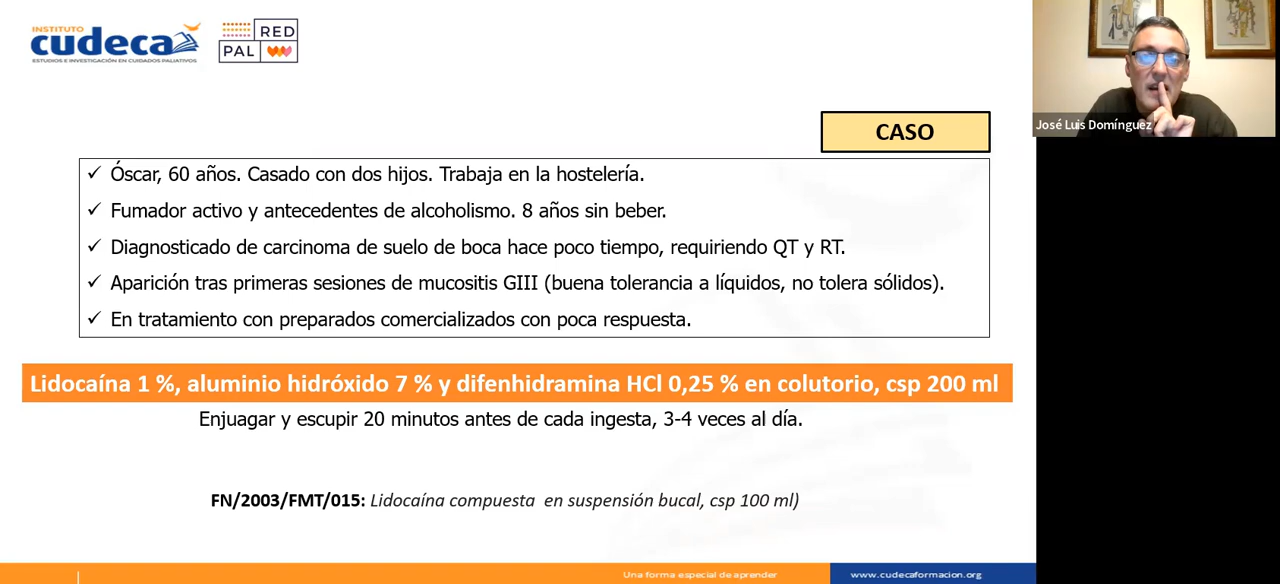 INSTITUTO
cudeca
ESTUDIOS E INVESTIGACIÓN EN CUIDADOS PALIATIVOS
RED
PAL
José Luis Domínguez
CASO
✓ Óscar, 60 años. Casado con dos hijos. Trabaja en la hostelería.
✓ Fumador activo y antecedentes de alcoholismo. 8 años sin beber.
✓ Diagnosticado de carcinoma de suelo de boca hace poco tiempo, requiriendo QT y RT.
✓ Aparición tras primeras sesiones de mucositis GIII (buena tolerancia a líquidos, no tolera sólidos).
✓ En tratamiento con preparados comercializados con poca respuesta.
Lidocaína 1 %, aluminio hidróxido 7 % y difenhidramina HCl 0,25 % en colutorio, csp 200 ml
Enjuagar y escupir 20 minutos antes de cada ingesta, 3-4 veces al día.
FN/2003/FMT/015: Lidocaína compuesta en suspensión bucal, csp 100 ml)
Una forma especial de aprender
www.cudecaformacion.org